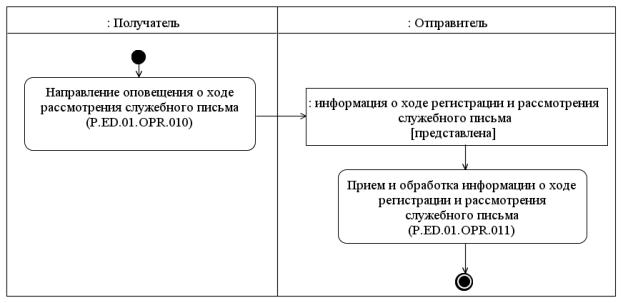 : Получатель
: Отправитель
Направление оповещения о ходе
рассмотрения служебного письма
(P.ED.01.OPR.010)
: информация о ходе регистрации и рассмотрения
служебного письма
[представлена]
Прием и обработка информации о ходе
регистрации и рассмотрения
служебного письма
(P.ED.01.OPR.011)